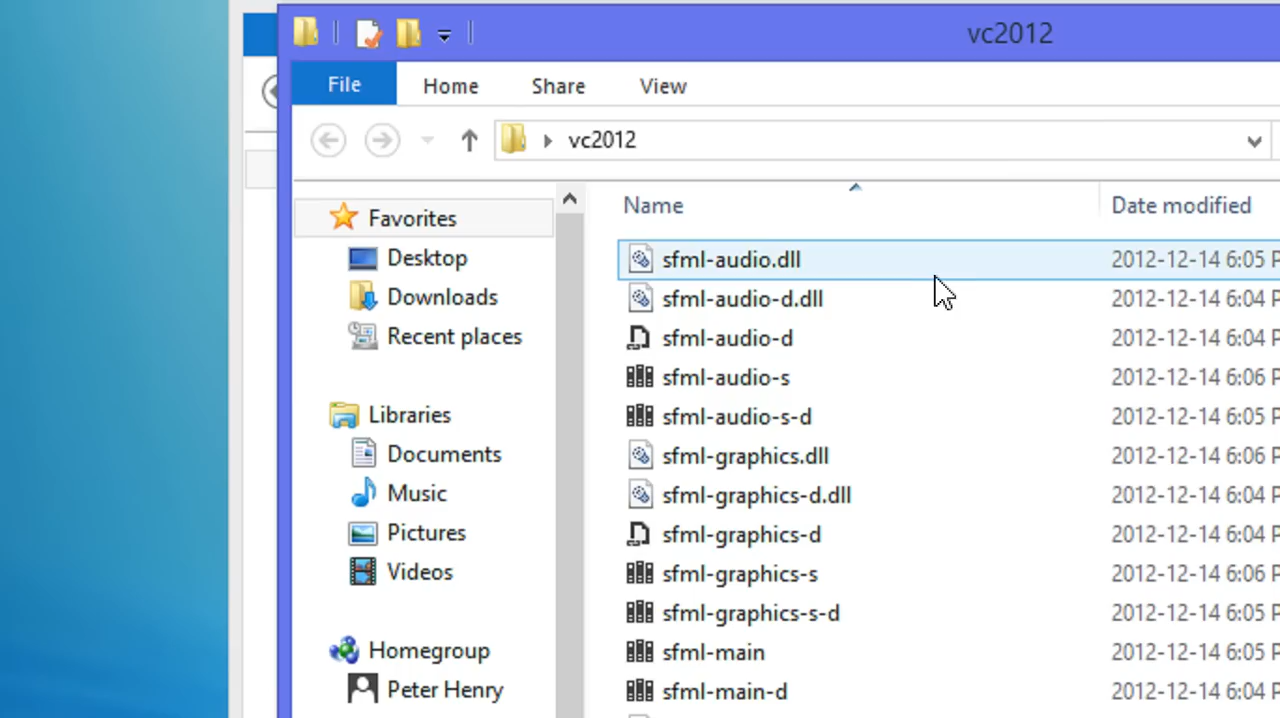 vc2012
File Home Share View
vc2012
Name Date modified
Favorites
Desktop
Downloads
Recent places
Libraries
Documents
Music
Pictures
Videos
Homegroup
Peter Henry
sfml-audio.dll 2012-12-14 6:05 P
sfml-audio-d.dll 2012-12-14 6:04 P
sfml-audio-d 2012-12-14 6:04 P
sfml-audio-s 2012-12-14 6:06 P
sfml-audio-s-d 2012-12-14 6:05 P
sfml-graphics.dll 2012-12-14 6:06 P
sfml-graphics-d.dll 2012-12-14 6:04 P
sfml-graphics-d 2012-12-14 6:04 P
sfml-graphics-s 2012-12-14 6:06 P
sfml-graphics-s-d 2012-12-14 6:05 P
sfml-main 2012-12-14 6:05 P
sfml-main-d 2012-12-14 6:04 P